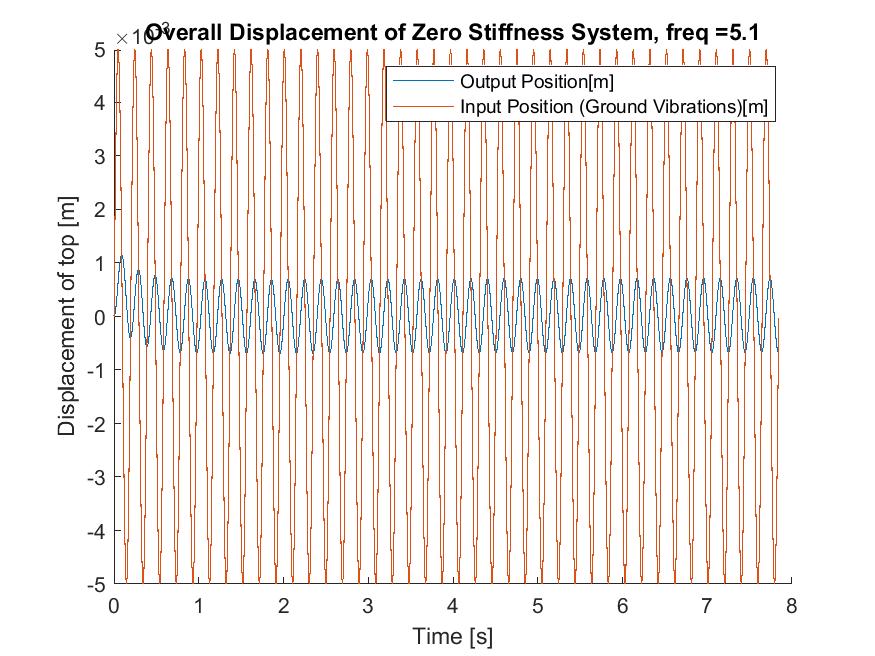 ×10⁻³
Overall Displacement of Zero Stiffness System, freq =5.1
Output Position[m]
Input Position (Ground Vibrations)[m]
Displacement of top [m]
5
4
3
2
1
0
-1
-2
-3
-4
-5
0 1 2 3 4 5 6 7 8
Time [s]